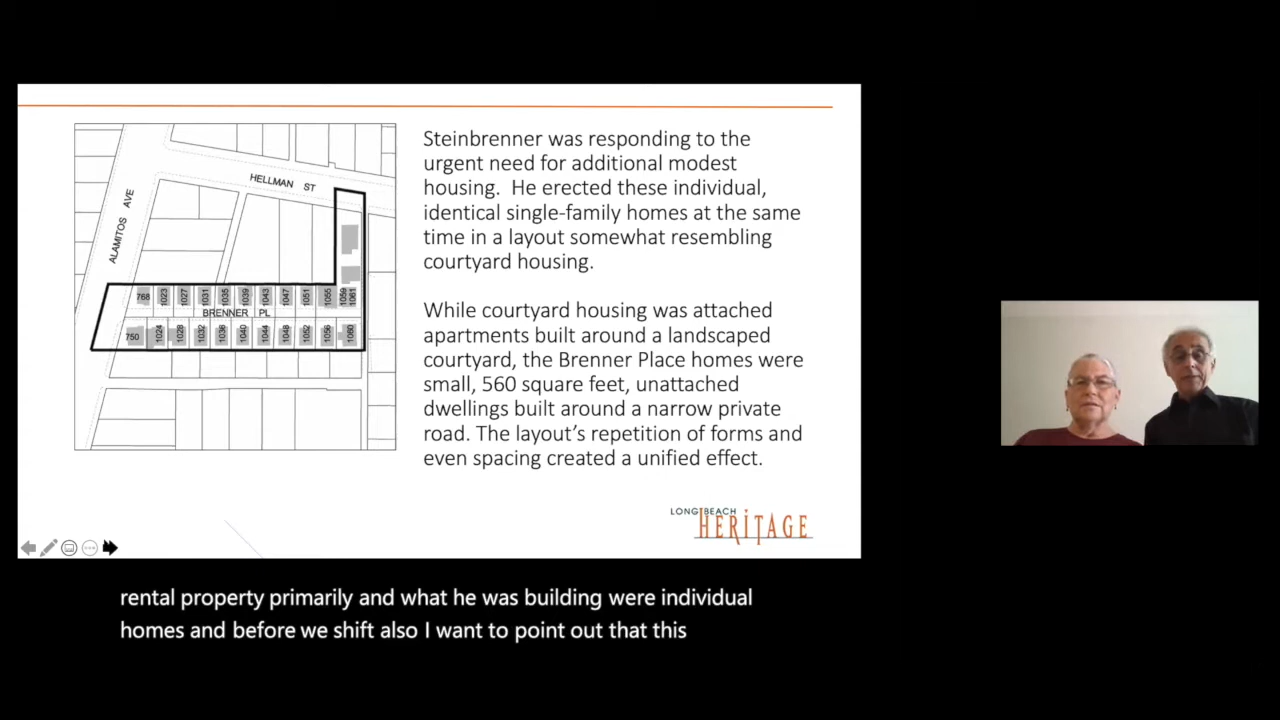 HELLMAN ST
ALAMITOS AVE
768 1023 1027 1031 1035 1039 1043 1047 1051 1055 1059 1061
BRENNER PL
750 1024 1028 1032 1036 1040 1044 1048 1052 1056 1060
Steinbrenner was responding to the
urgent need for additional modest
housing. He erected these individual,
identical single-family homes at the same
time in a layout somewhat resembling
courtyard housing.
While courtyard housing was attached
apartments built around a landscaped
courtyard, the Brenner Place homes were
small, 560 square feet, unattached
dwellings built around a narrow private
road. The layout’s repetition of forms and
even spacing created a unified effect.
LONG BEACH
HERITAGE
rental property primarily and what he was building were individual
homes and before we shift also I want to point out that this